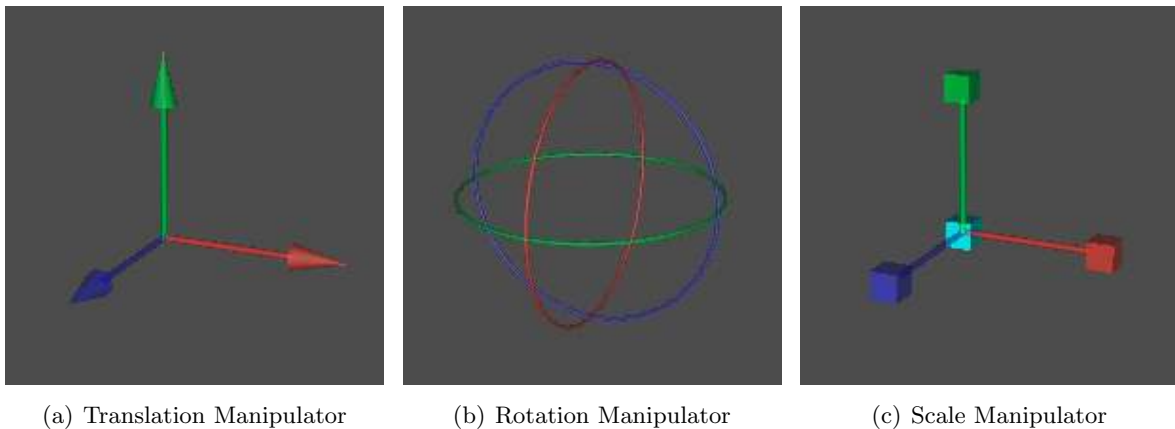 (a) Translation Manipulator
(b) Rotation Manipulator
(c) Scale Manipulator